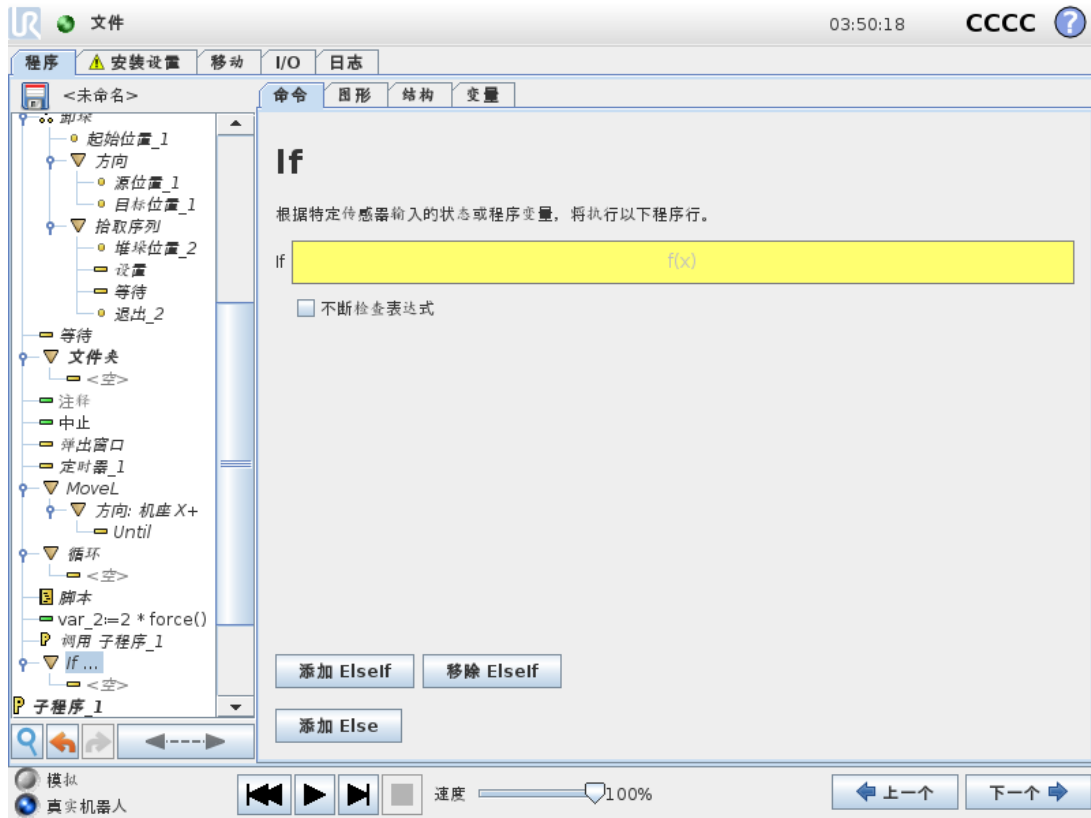 UR 文件 03:50:18 CCCC ?
程序 安装设置 移动 I/O 日志
<未命名> 命令 图形 结构 变量
卸垛
起始位置_1
方向
源位置_1
目标位置_1
拾取序列
堆垛位置_2
设置
等待
退出_2
等待
文件夹
<空>
注释
中止
弹出窗口
定时器_1
MoveL
方向: 机座 X+
Until
循环
<空>
脚本
var_2≔2 * force()
调用 子程序_1
If ...
<空>
子程序_1
If
根据特定传感器输入的状态或程序变量，将执行以下程序行。
If f(x)
不断检查表达式
添加 ElseIf 移除 ElseIf
添加 Else
模拟
真实机器人
速度 100% 上一个 下一个